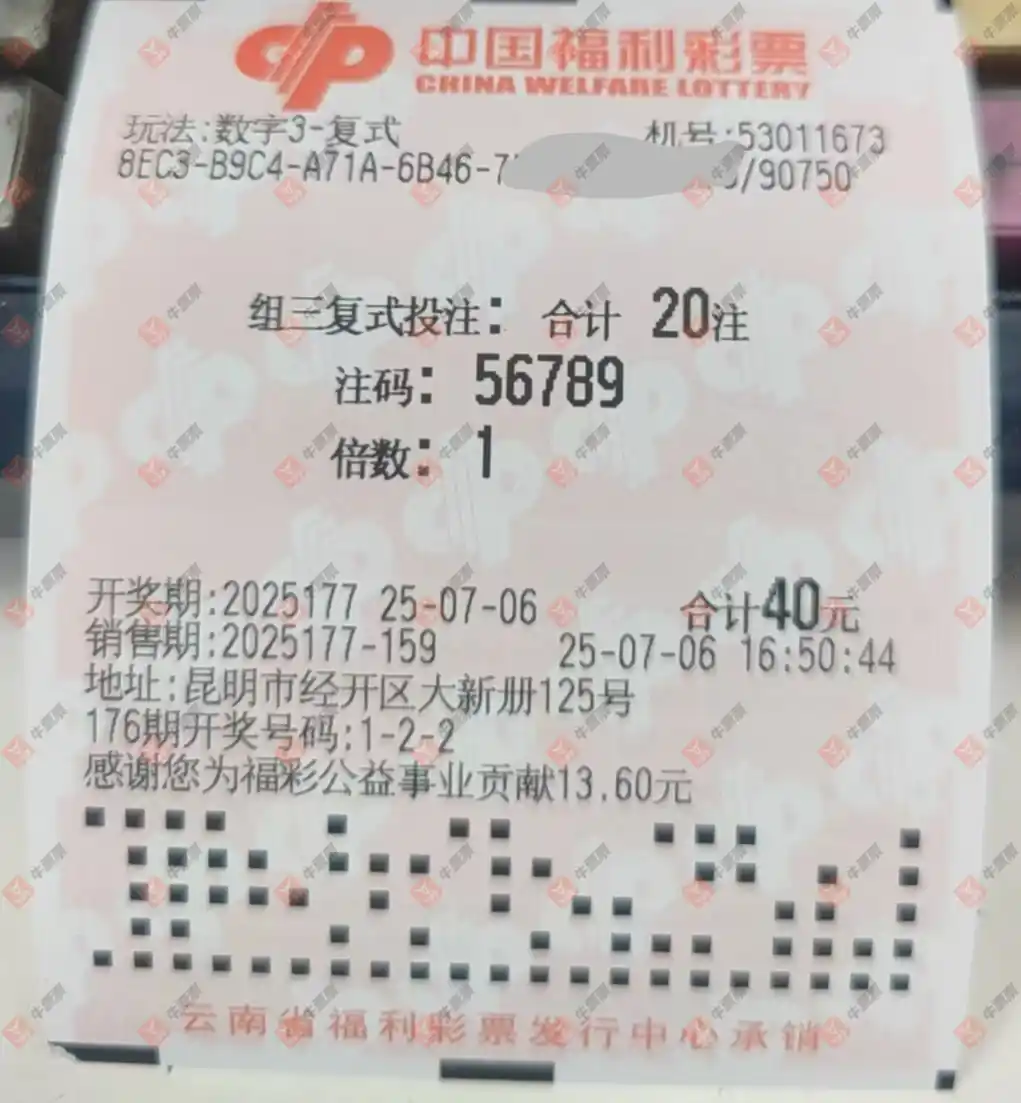 中国福利彩票
CHINA WELFARE LOTTERY
玩法:数字3-复式 机号:53011673
8EC3-B9C4-A71A-6B46-7 /90750
组三复式投注: 合计 20注
注码: 56789
倍数: 1
开奖期:2025177 25-07-06 合计40元
销售期:2025177-159 25-07-06 16:50:44
地址:昆明市经开区大新册125号
176期开奖号码:1-2-2
感谢您为福彩公益事业贡献13.60元
云南省福利彩票发行中心承销